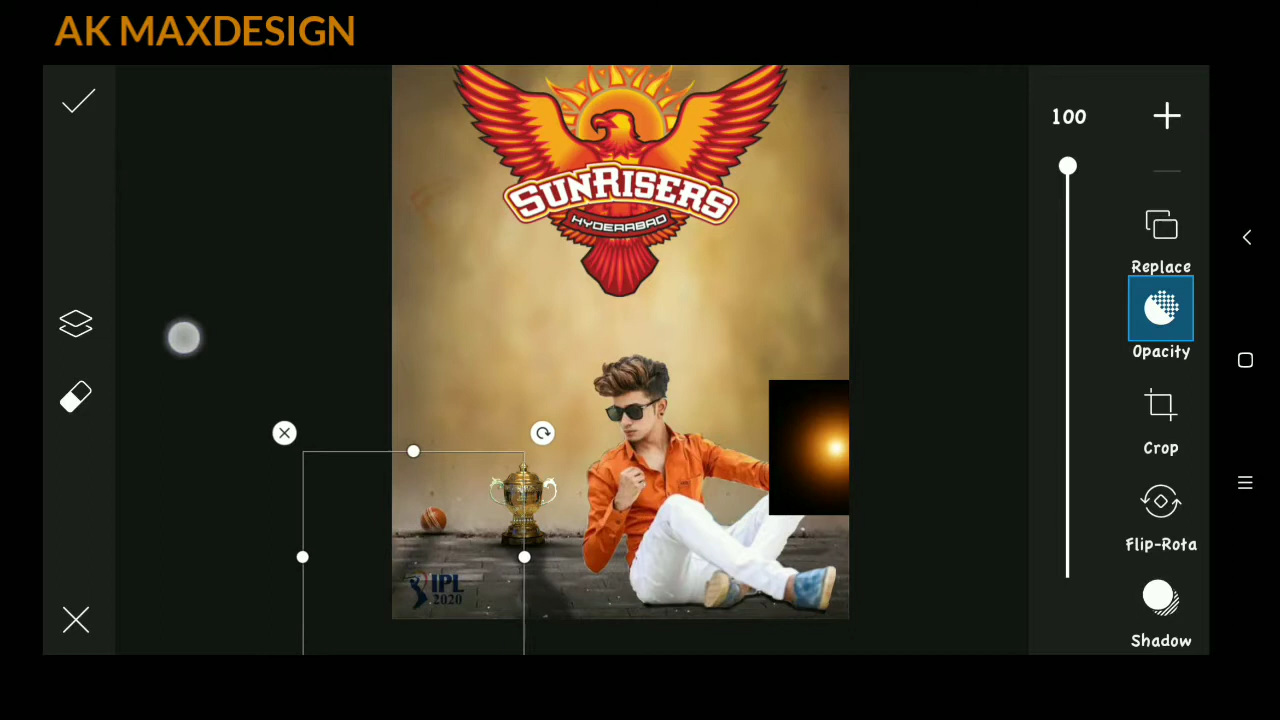 AK MAXDESIGN
100
SUNRISERS
HYDERABAD
Replace
Opacity
Crop
Flip-Rota
IPL
2020
Shadow